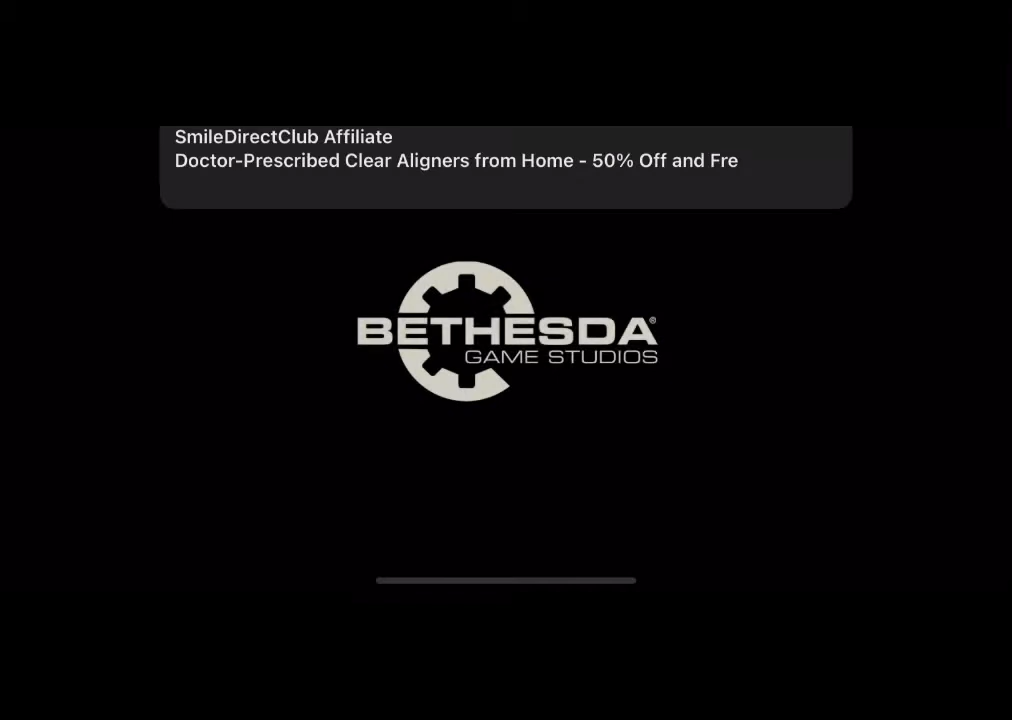 SmileDirectClub Affiliate
Doctor-Prescribed Clear Aligners from Home - 50% Off and Fre
BETHESDA®
GAME STUDIOS